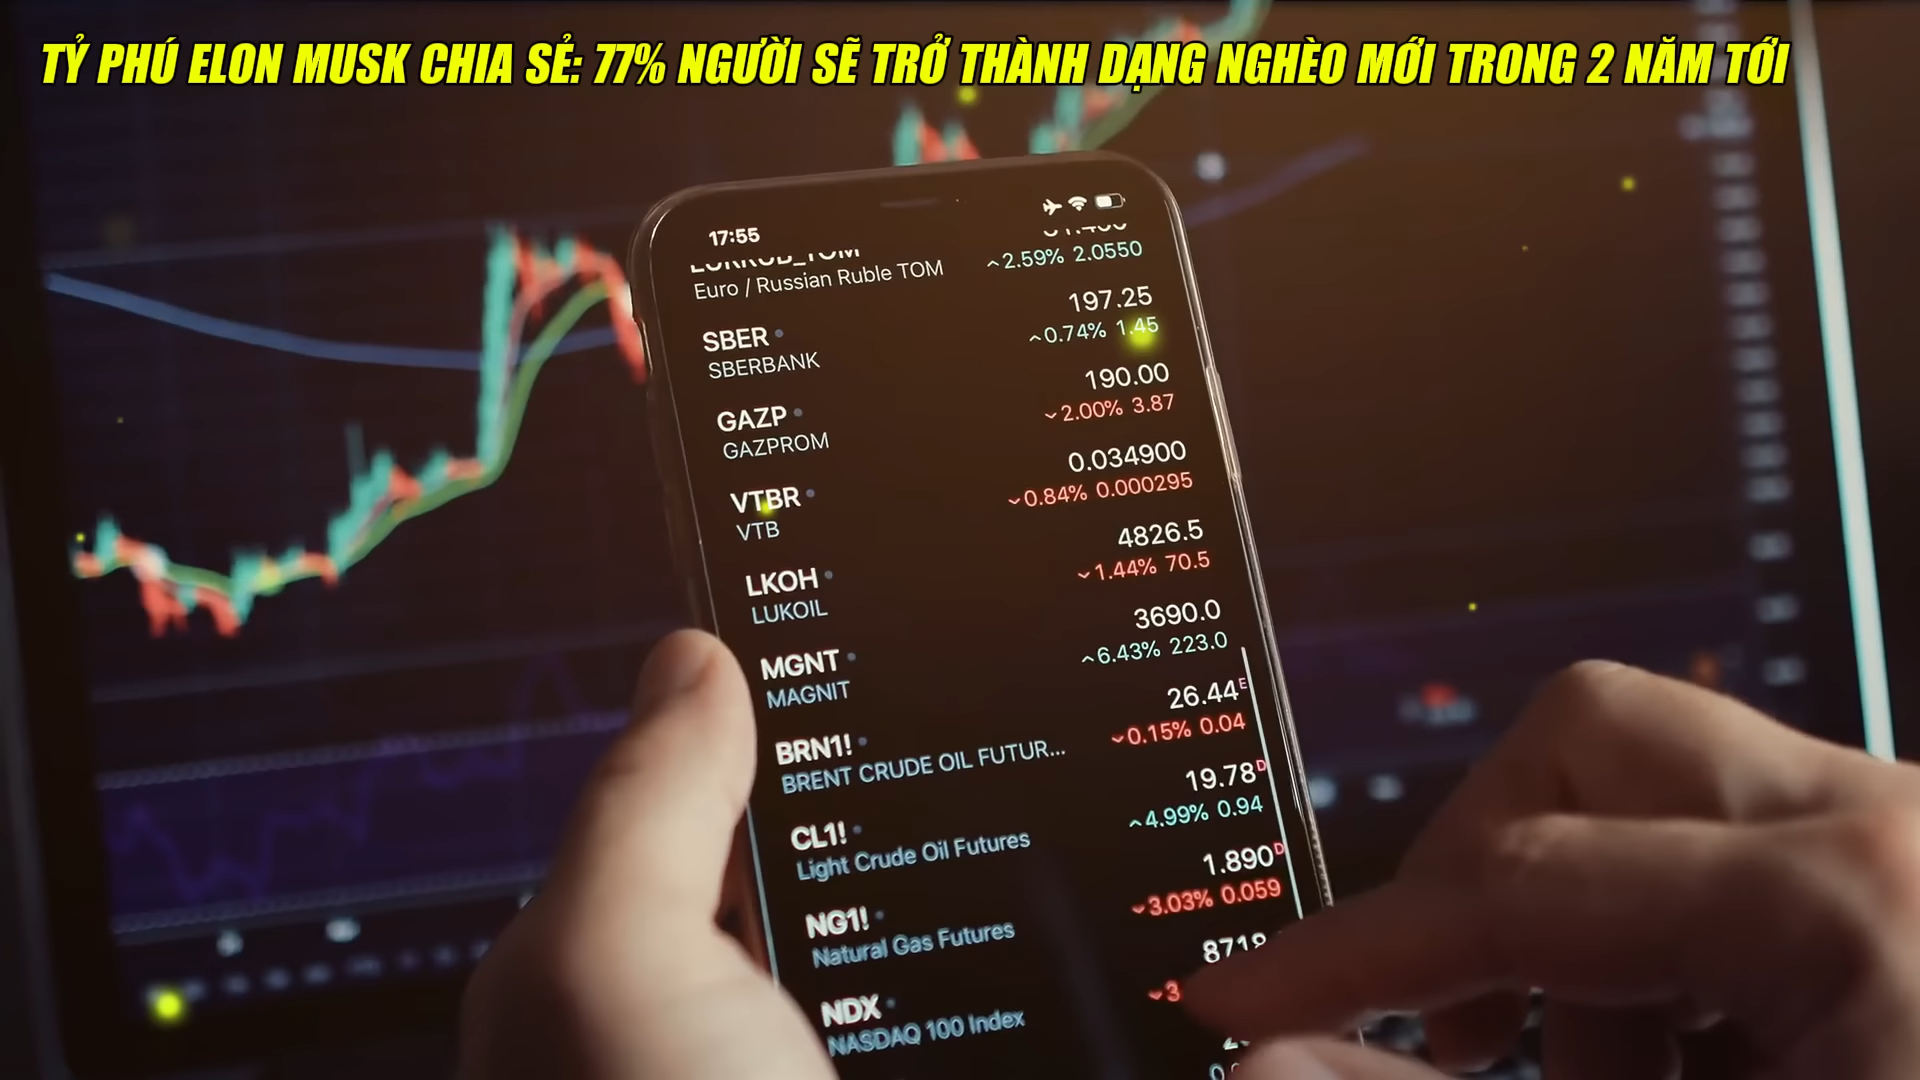 TỶ PHÚ ELON MUSK CHIA SẺ: 77% NGƯỜI SẼ TRỞ THÀNH DẠNG NGHÈO MỚI TRONG 2 NĂM TỚI
17:55
Euro / Russian Ruble TOM
2.59% 2.0550
SBER
197.25
SBERBANK
0.74% 1.45
GAZP
190.00
GAZPROM
2.00% 3.87
VTBR
0.034900
VTB
0.84% 0.000295
LKOH
4826.5
LUKOIL
1.44% 70.5
MGNT
3690.0
MAGNIT
6.43% 223.0
BRN1!
26.44E
BRENT CRUDE OIL FUTUR...
0.15% 0.04
CL1!
19.78D
Light Crude Oil Futures
4.99% 0.94
NG1!
1.890D
Natural Gas Futures
3.03% 0.059
NDX
NASDAQ 100 Index